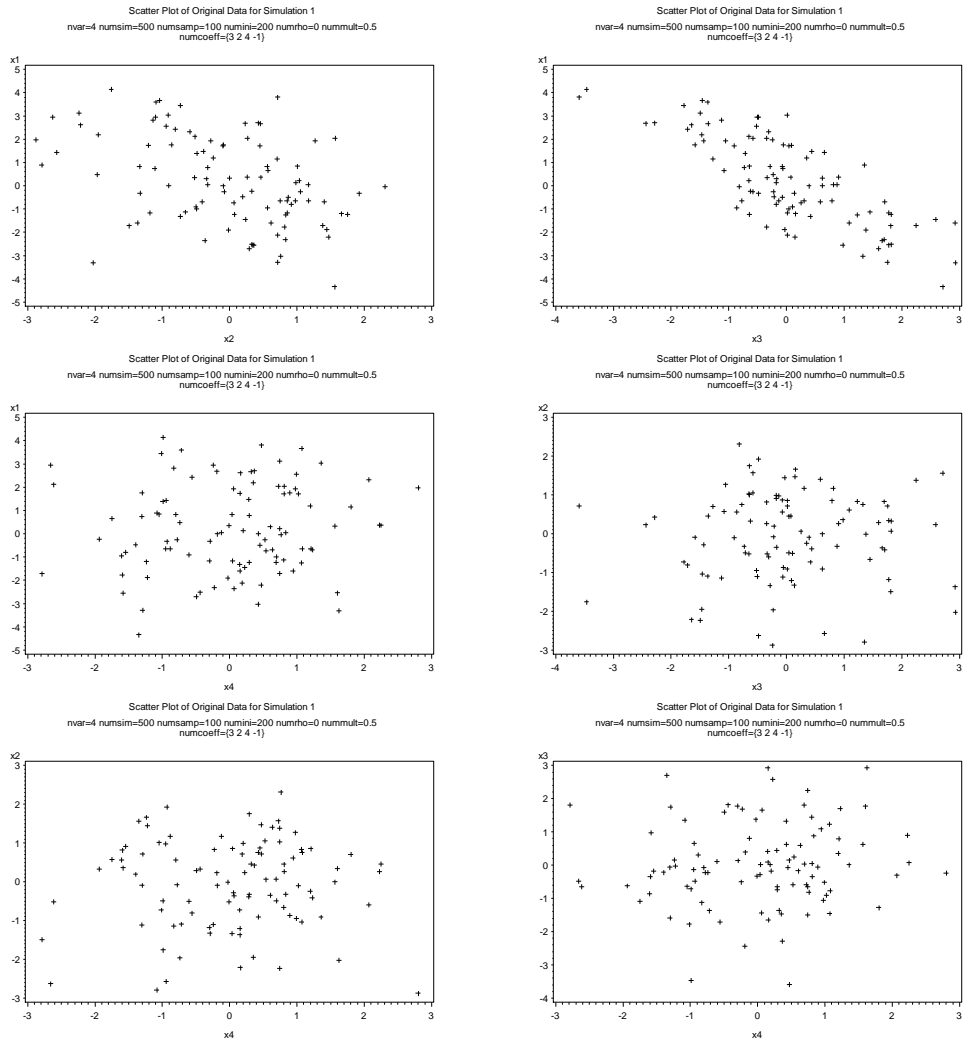 Scatter Plot of Original Data for Simulation 1
nvar=4 numsim=500 numsamp=100 numini=200 numrho=0 nummult=0.5
numcoeff={3 2 4 -1}
x1
5
4
3
2
1
0
-1
-2
-3
-4
-5
-3 -2 -1 0 1 2 3
x2
Scatter Plot of Original Data for Simulation 1
nvar=4 numsim=500 numsamp=100 numini=200 numrho=0 nummult=0.5
numcoeff={3 2 4 -1}
x1
5
4
3
2
1
0
-1
-2
-3
-4
-5
-4 -3 -2 -1 0 1 2 3
x3
Scatter Plot of Original Data for Simulation 1
nvar=4 numsim=500 numsamp=100 numini=200 numrho=0 nummult=0.5
numcoeff={3 2 4 -1}
x1
5
4
3
2
1
0
-1
-2
-3
-4
-5
-3 -2 -1 0 1 2 3
x4
Scatter Plot of Original Data for Simulation 1
nvar=4 numsim=500 numsamp=100 numini=200 numrho=0 nummult=0.5
numcoeff={3 2 4 -1}
x2
3
2
1
0
-1
-2
-3
-4 -3 -2 -1 0 1 2 3
x3
Scatter Plot of Original Data for Simulation 1
nvar=4 numsim=500 numsamp=100 numini=200 numrho=0 nummult=0.5
numcoeff={3 2 4 -1}
x2
3
2
1
0
-1
-2
-3
-3 -2 -1 0 1 2 3
x4
Scatter Plot of Original Data for Simulation 1
nvar=4 numsim=500 numsamp=100 numini=200 numrho=0 nummult=0.5
numcoeff={3 2 4 -1}
x3
3
2
1
0
-1
-2
-3
-4
-3 -2 -1 0 1 2 3
x4